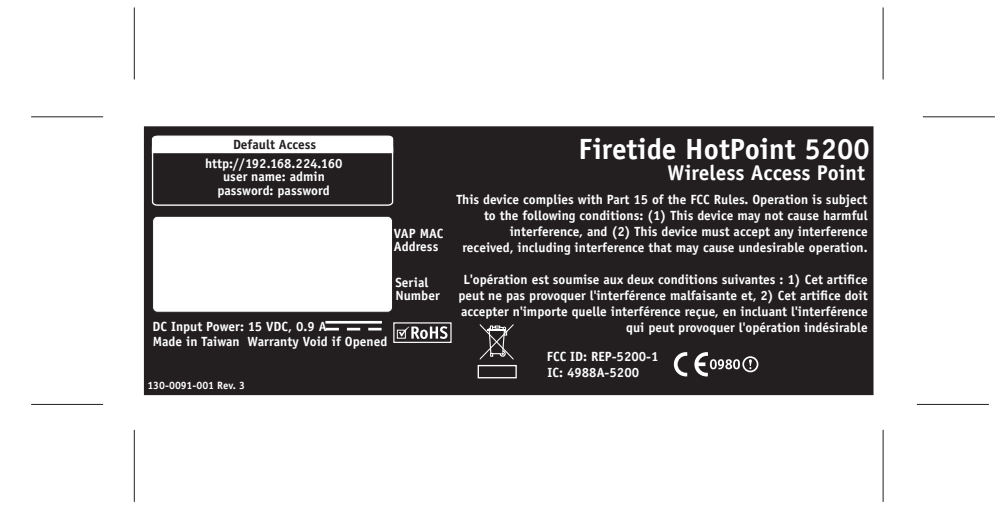 Default Access
http://192.168.224.160
user name: admin
password: password
VAP MAC
Address
Serial
Number
DC Input Power: 15 VDC, 0.9 A
Made in Taiwan Warranty Void if Opened
RoHS
130-0091-001 Rev. 3
Firetide HotPoint 5200
Wireless Access Point
This device complies with Part 15 of the FCC Rules. Operation is subject
to the following conditions: (1) This device may not cause harmful
interference, and (2) This device must accept any interference
received, including interference that may cause undesirable operation.
L'opération est soumise aux deux conditions suivantes : 1) Cet artifice
peut ne pas provoquer l'interférence malfaisante et, 2) Cet artifice doit
accepter n'importe quelle interférence reçue, en incluant l'interférence
qui peut provoquer l'opération indésirable
FCC ID: REP-5200-1
IC: 4988A-5200
CE 0980 !